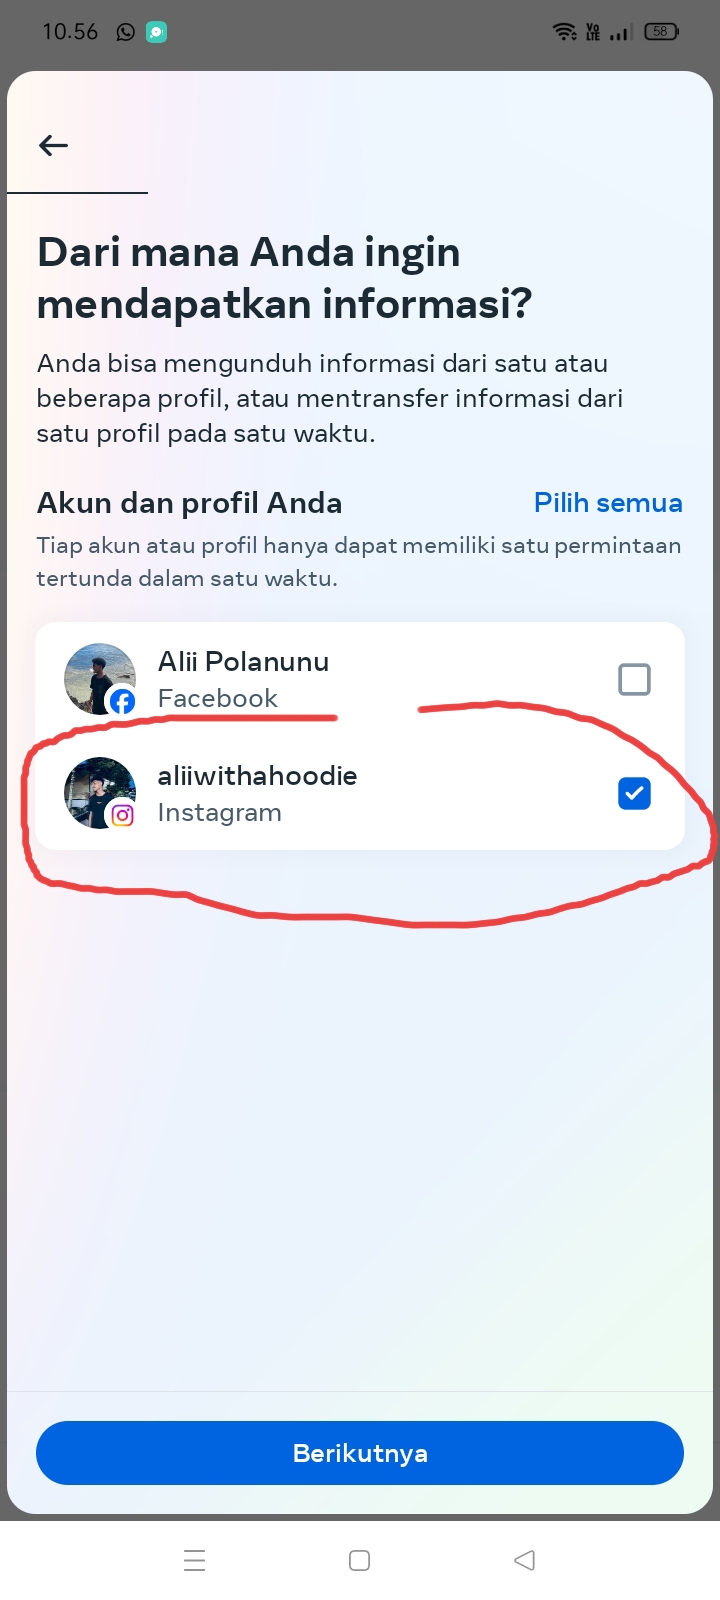 10.56
Vo
LTE
58
Dari mana Anda ingin
mendapatkan informasi?
Anda bisa mengunduh informasi dari satu atau
beberapa profil, atau mentransfer informasi dari
satu profil pada satu waktu.
Akun dan profil Anda
Pilih semua
Tiap akun atau profil hanya dapat memiliki satu permintaan
tertunda dalam satu waktu.
Alii Polanunu
Facebook
aliiwithahoodie
Instagram
Berikutnya